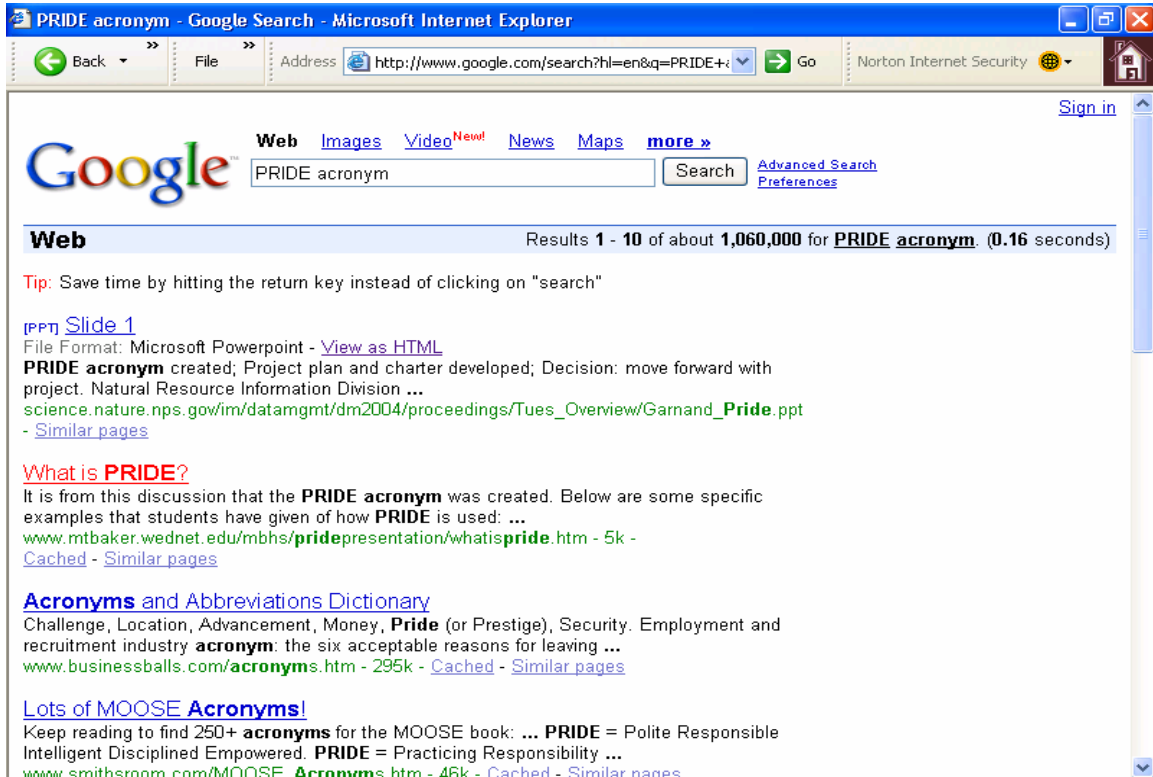 PRIDE acronym - Google Search - Microsoft Internet Explorer
Back » File » Address http://www.google.com/search?hl=en&q=PRIDE+ Go Norton Internet Security
Sign in
Google™
Web Images Video New! News Maps more »
PRIDE acronym Search Advanced Search
Preferences
Web Results 1 - 10 of about 1,060,000 for PRIDE acronym. (0.16 seconds)
Tip: Save time by hitting the return key instead of clicking on "search"
[PPT] Slide 1
File Format: Microsoft Powerpoint - View as HTML
PRIDE acronym created; Project plan and charter developed; Decision: move forward with
project. Natural Resource Information Division ...
science.nature.nps.gov/im/datamgmt/dm2004/proceedings/Tues_Overview/Garnand_Pride.ppt
- Similar pages
What is PRIDE?
It is from this discussion that the PRIDE acronym was created. Below are some specific
examples that students have given of how PRIDE is used: ...
www.mtbaker.wednet.edu/mbhs/pridepresentation/whatispride.htm - 5k -
Cached - Similar pages
Acronyms and Abbreviations Dictionary
Challenge, Location, Advancement, Money, Pride (or Prestige), Security. Employment and
recruitment industry acronym: the six acceptable reasons for leaving ...
www.businessballs.com/acronyms.htm - 295k - Cached - Similar pages
Lots of MOOSE Acronyms!
Keep reading to find 250+ acronyms for the MOOSE book: ... PRIDE = Polite Responsible
Intelligent Disciplined Empowered. PRIDE = Practicing Responsibility ...
www.smithsroom.com/MOOSE_Acronyms.htm - 46k - Cached - Similar pages